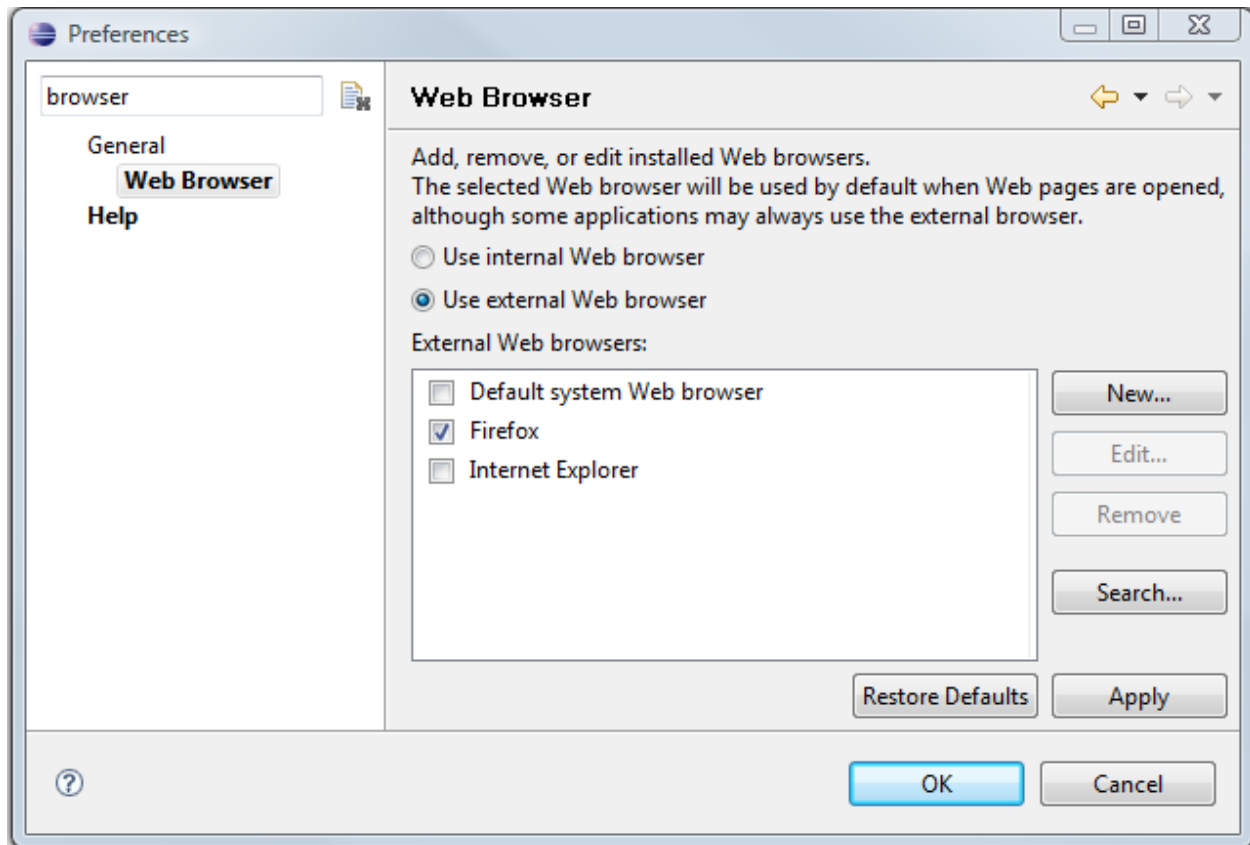 Preferences
browser
General
Web Browser
Help
Web Browser
Add, remove, or edit installed Web browsers.
The selected Web browser will be used by default when Web pages are opened,
although some applications may always use the external browser.
Use internal Web browser
Use external Web browser
External Web browsers:
Default system Web browser
Firefox
Internet Explorer
New...
Edit...
Remove
Search...
Restore Defaults
Apply
OK
Cancel